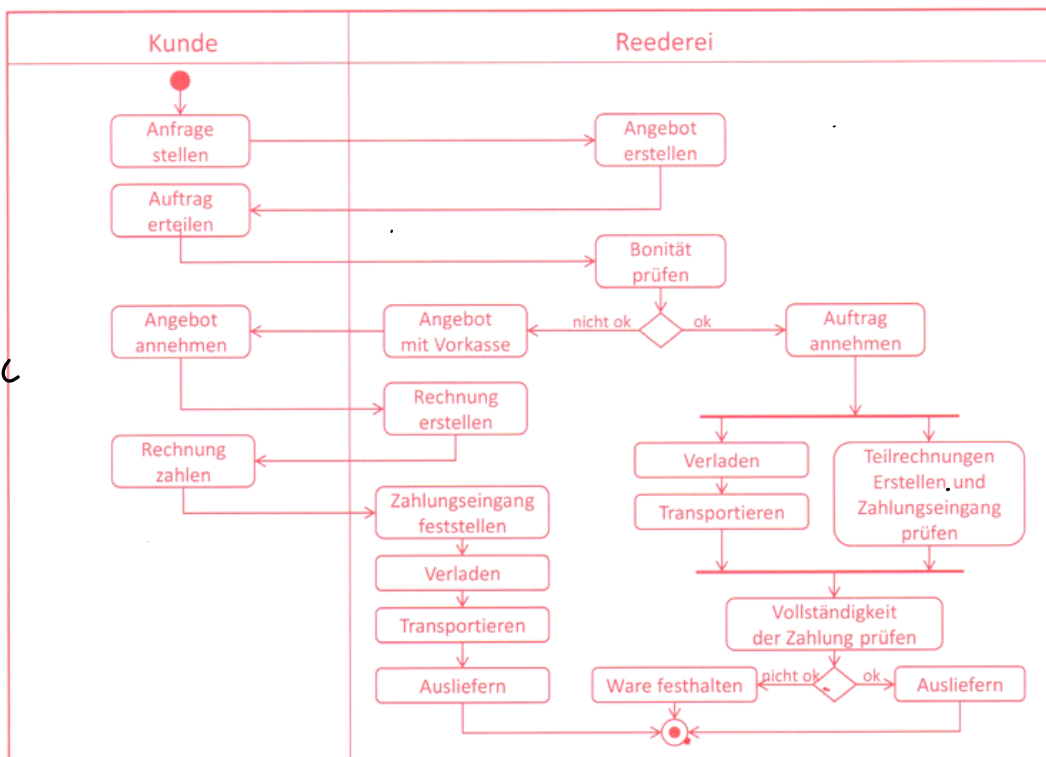 Kunde
Reederei
Anfrage
stellen
Angebot
erstellen
Auftrag
erteilen
Bonität
prüfen
Angebot
annehmen
Angebot
mit Vorkasse
nicht ok
ok
Auftrag
annehmen
Rechnung
erstellen
Rechnung
zahlen
Verladen
Transportieren
Teilrechnungen
Erstellen und
Zahlungseingang
prüfen
Zahlungseingang
feststellen
Verladen
Transportieren
Ausliefern
Vollständigkeit
der Zahlung prüfen
Ware festhalten
nicht ok
ok
Ausliefern